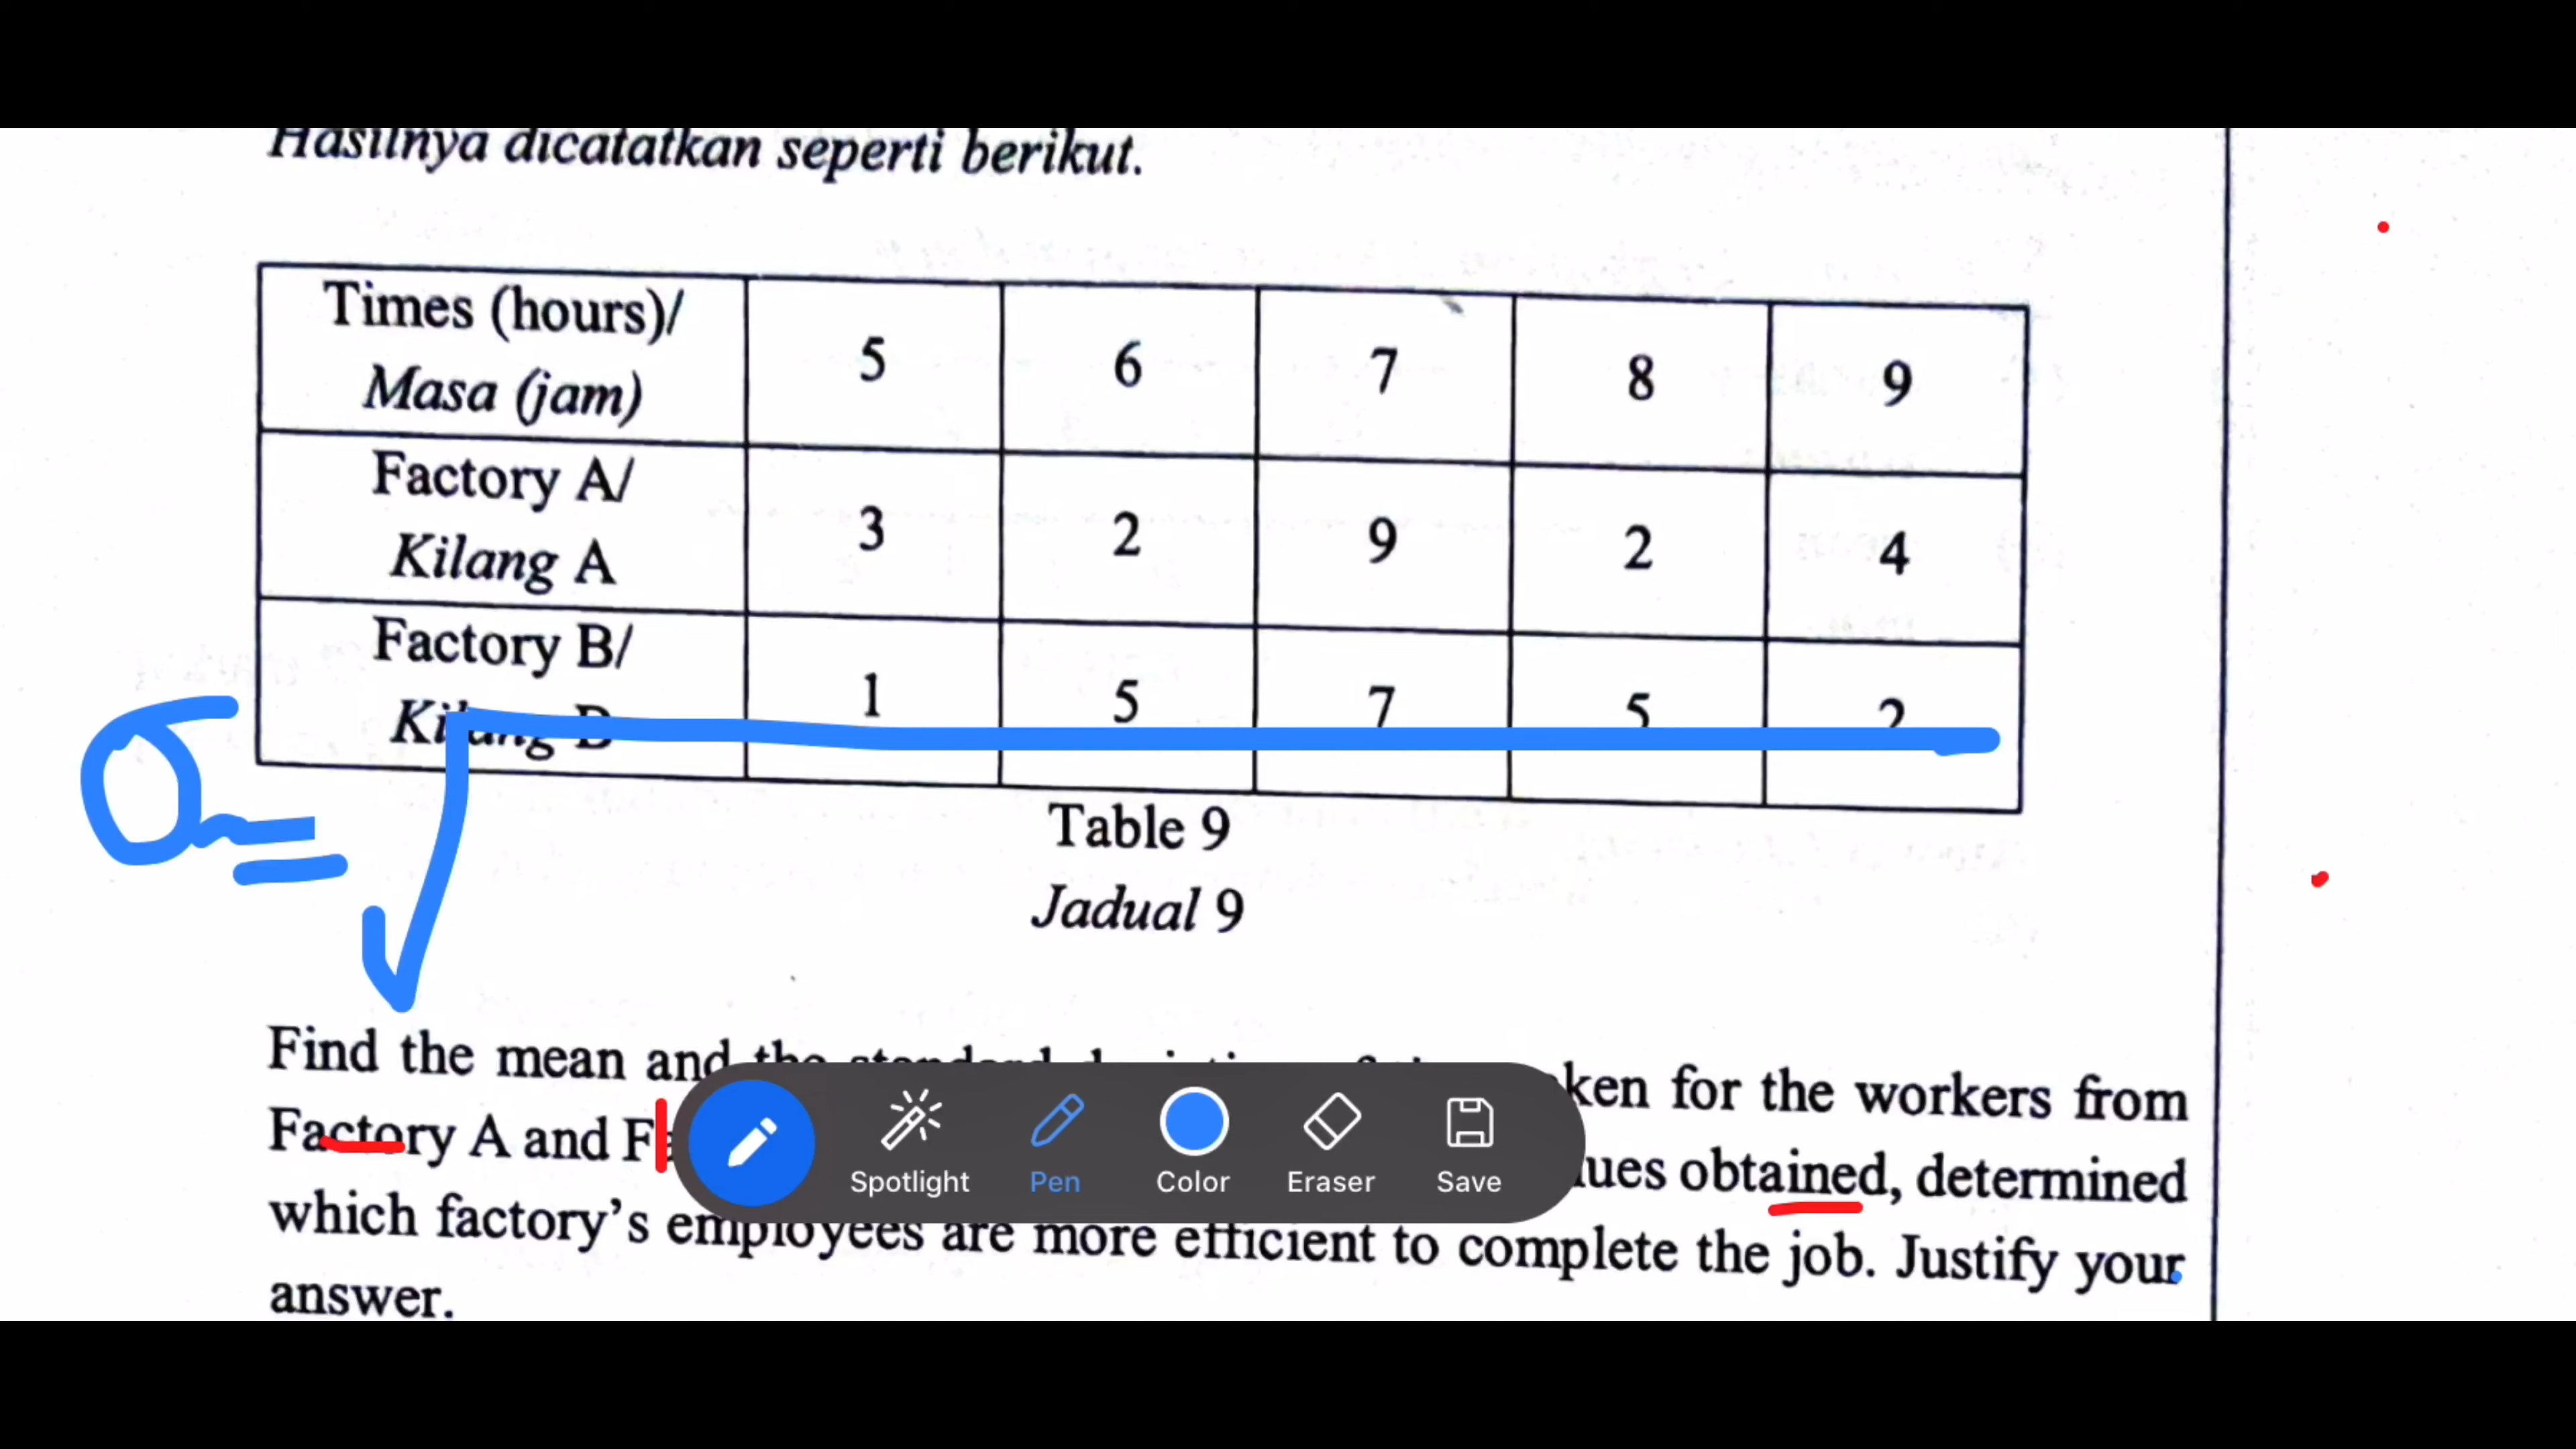 Hasilnya dicatatkan seperti berikut.
Times (hours)/
Masa (jam)
5 6 7 8 9
Factory A/
Kilang A
3 2 9 2 4
Factory B/
Kilang B
1 5 7 5 2
σ = √
Table 9
Jadual 9
Find the mean and the standard for the workers from
Factory A and obtained, determined
which factory's employees are more efficient to complete the job. Justify your
answer.
Spotlight Pen Color Eraser Save